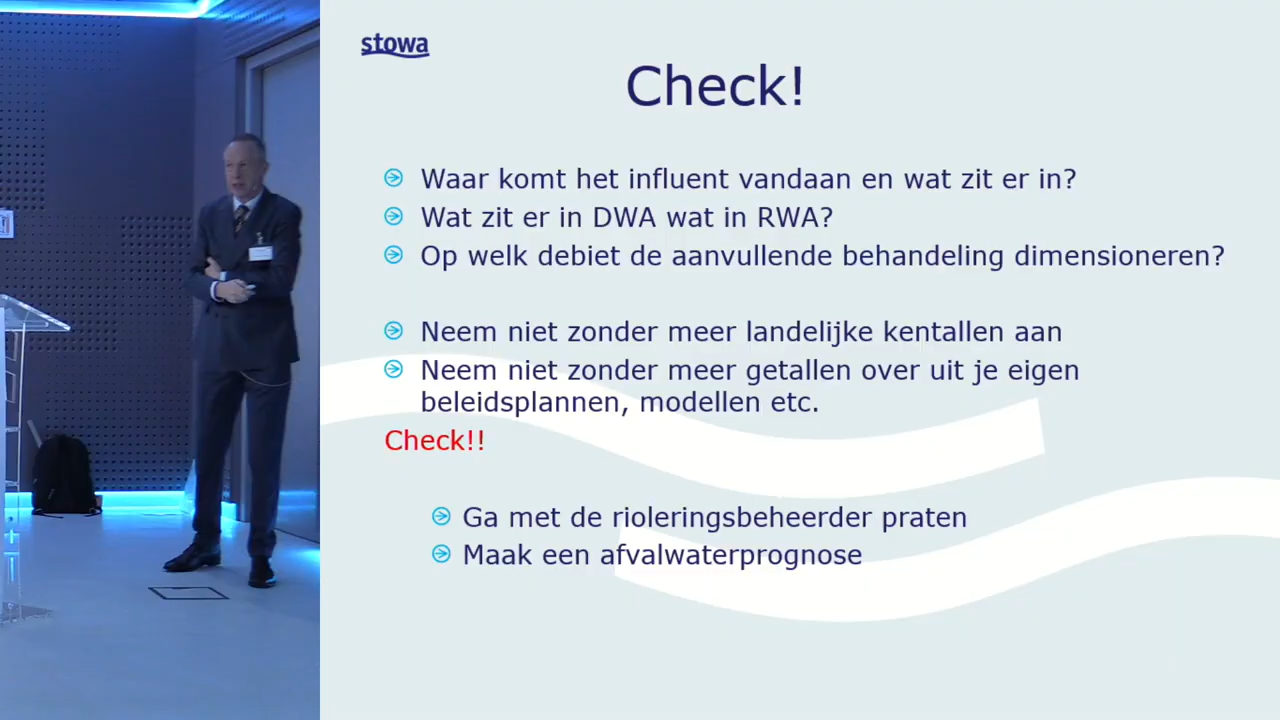 stowa
Check!
Waar komt het influent vandaan en wat zit er in?
Wat zit er in DWA wat in RWA?
Op welk debiet de aanvullende behandeling dimensioneren?
Neem niet zonder meer landelijke kentallen aan
Neem niet zonder meer getallen over uit je eigen
beleidsplannen, modellen etc.
Check!!
Ga met de rioleringsbeheerder praten
Maak een afvalwaterprognose